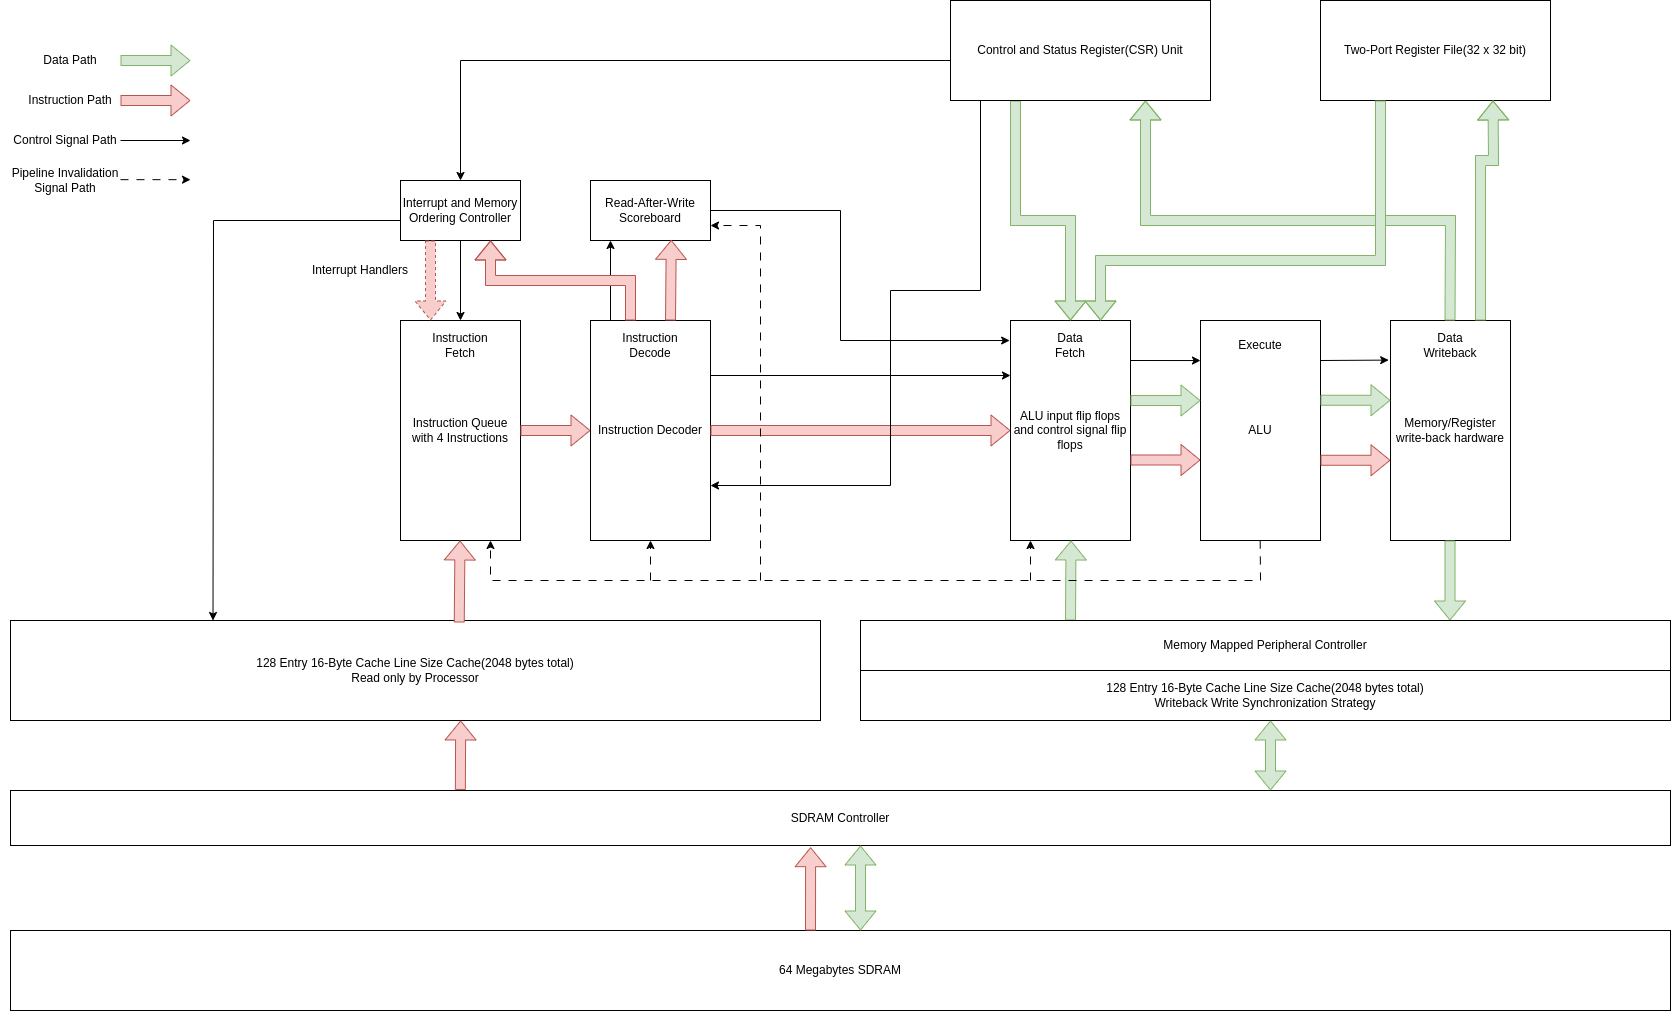 Control and Status Register(CSR) Unit
Two-Port Register File(32 x 32 bit)
Data Path
Instruction Path
Control Signal Path
Pipeline Invalidation
Signal Path
Interrupt and Memory
Ordering Controller
Read-After-Write
Scoreboard
Interrupt Handlers
Instruction
Fetch
Instruction Queue
with 4 Instructions
Instruction
Decode
Instruction Decoder
Data
Fetch
ALU input flip flops
and control signal flip
flops
Execute
ALU
Data
Writeback
Memory/Register
write-back hardware
128 Entry 16-Byte Cache Line Size Cache(2048 bytes total)
Read only by Processor
Memory Mapped Peripheral Controller
128 Entry 16-Byte Cache Line Size Cache(2048 bytes total)
Writeback Write Synchronization Strategy
SDRAM Controller
64 Megabytes SDRAM